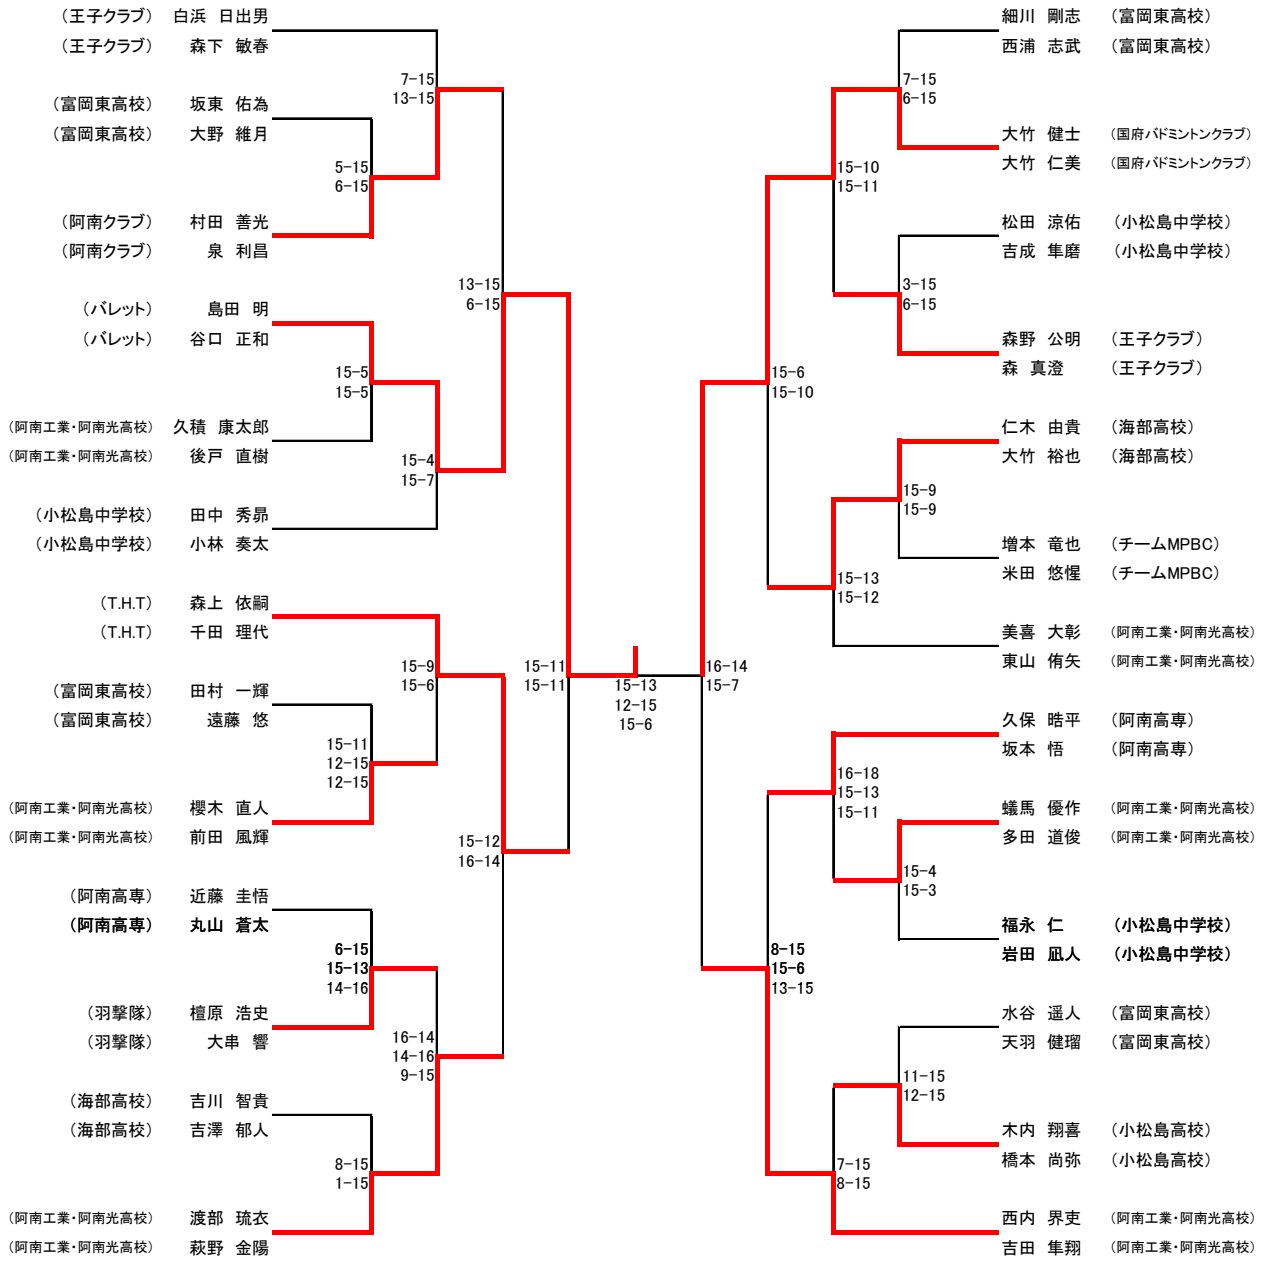 (王子クラブ) 白浜 日出男
(王子クラブ) 森下 敏春
7-15
13-15
(富岡東高校) 坂東 佑為
(富岡東高校) 大野 維月
5-15
6-15
(阿南クラブ) 村田 善光
(阿南クラブ) 泉 利昌
13-15
6-15
(バレット) 島田 明
(バレット) 谷口 正和
15-5
15-5
(阿南工業・阿南光高校) 久積 康太郎
(阿南工業・阿南光高校) 後戸 直樹
15-4
15-7
(小松島中学校) 田中 秀昴
(小松島中学校) 小林 奏太
(T.H.T) 森上 依嗣
(T.H.T) 千田 理代
15-9
15-6
15-11
15-11
(富岡東高校) 田村 一輝
(富岡東高校) 遠藤 悠
15-11
12-15
12-15
(阿南工業・阿南光高校) 櫻木 直人
(阿南工業・阿南光高校) 前田 風輝
15-12
16-14
(阿南高専) 近藤 圭悟
(阿南高専) 丸山 蒼太
6-15
15-13
14-16
(羽撃隊) 檀原 浩史
(羽撃隊) 大串 響
16-14
14-16
9-15
(海部高校) 吉川 智貴
(海部高校) 吉澤 郁人
8-15
1-15
(阿南工業・阿南光高校) 渡部 琉衣
(阿南工業・阿南光高校) 萩野 金陽
15-13
12-15
15-6
細川 剛志 (富岡東高校)
西浦 志武 (富岡東高校)
7-15
6-15
大竹 健士 (国府バドミントンクラブ)
大竹 仁美 (国府バドミントンクラブ)
15-10
15-11
松田 涼佑 (小松島中学校)
吉成 隼磨 (小松島中学校)
3-15
6-15
森野 公明 (王子クラブ)
森 真澄 (王子クラブ)
15-6
15-10
仁木 由貴 (海部高校)
大竹 裕也 (海部高校)
15-9
15-9
増本 竜也 (チームMPBC)
米田 悠惺 (チームMPBC)
15-13
15-12
美喜 大彰 (阿南工業・阿南光高校)
東山 侑矢 (阿南工業・阿南光高校)
16-14
15-7
久保 晧平 (阿南高専)
坂本 悟 (阿南高専)
16-18
15-13
15-11
蟻馬 優作 (阿南工業・阿南光高校)
多田 道俊 (阿南工業・阿南光高校)
15-4
15-3
福永 仁 (小松島中学校)
岩田 凪人 (小松島中学校)
8-15
15-6
13-15
水谷 遥人 (富岡東高校)
天羽 健瑠 (富岡東高校)
11-15
12-15
木内 翔喜 (小松島高校)
橋本 尚弥 (小松島高校)
7-15
8-15
西内 界吏 (阿南工業・阿南光高校)
吉田 隼翔 (阿南工業・阿南光高校)